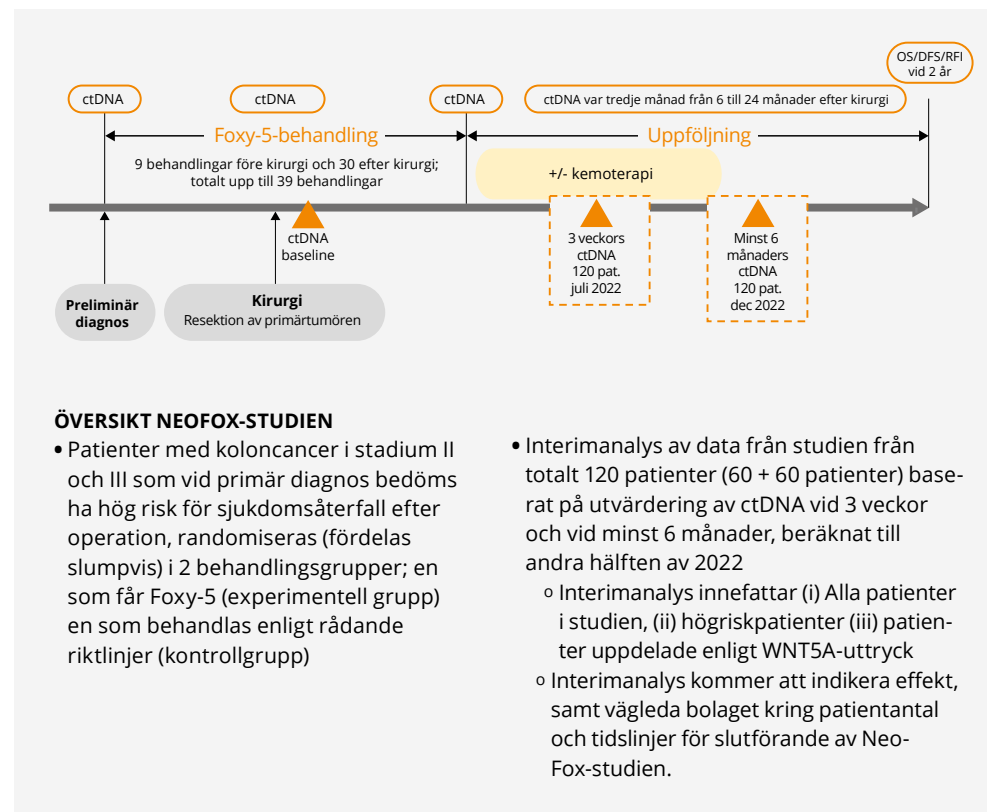 OS/DFS/RFI
vid 2 år
ctDNA
ctDNA
ctDNA
ctDNA var tredje månad från 6 till 24 månader efter kirurgi
Foxy-5-behandling
Uppföljning
9 behandlingar före kirurgi och 30 efter kirurgi;
totalt upp till 39 behandlingar
+/- kemoterapi
ctDNA
baseline
3 veckors
ctDNA
120 pat.
juli 2022
Minst 6
månaders
ctDNA
120 pat.
dec 2022
Preliminär
diagnos
Kirurgi
Resektion av primärtumören
ÖVERSIKT NEOFOX-STUDIEN
• Patienter med koloncancer i stadium II
och III som vid primär diagnos bedöms
ha hög risk för sjukdomsåterfall efter
operation, randomiseras (fördelas
slumpvis) i 2 behandlingsgrupper; en
som får Foxy-5 (experimentell grupp)
en som behandlas enligt rådande
riktlinjer (kontrollgrupp)
• Interimanalys av data från studien från
totalt 120 patienter (60 + 60 patienter) base-
rat på utvärdering av ctDNA vid 3 veckor
och vid minst 6 månader, beräknat till
andra hälften av 2022
o Interimanalys innefattar (i) Alla patienter
i studien, (ii) högriskpatienter (iii) patien-
ter uppdelade enligt WNT5A-uttryck
o Interimanalys kommer att indikera effekt,
samt vägleda bolaget kring patientantal
och tidslinjer för slutförande av Neo-
Fox-studien.